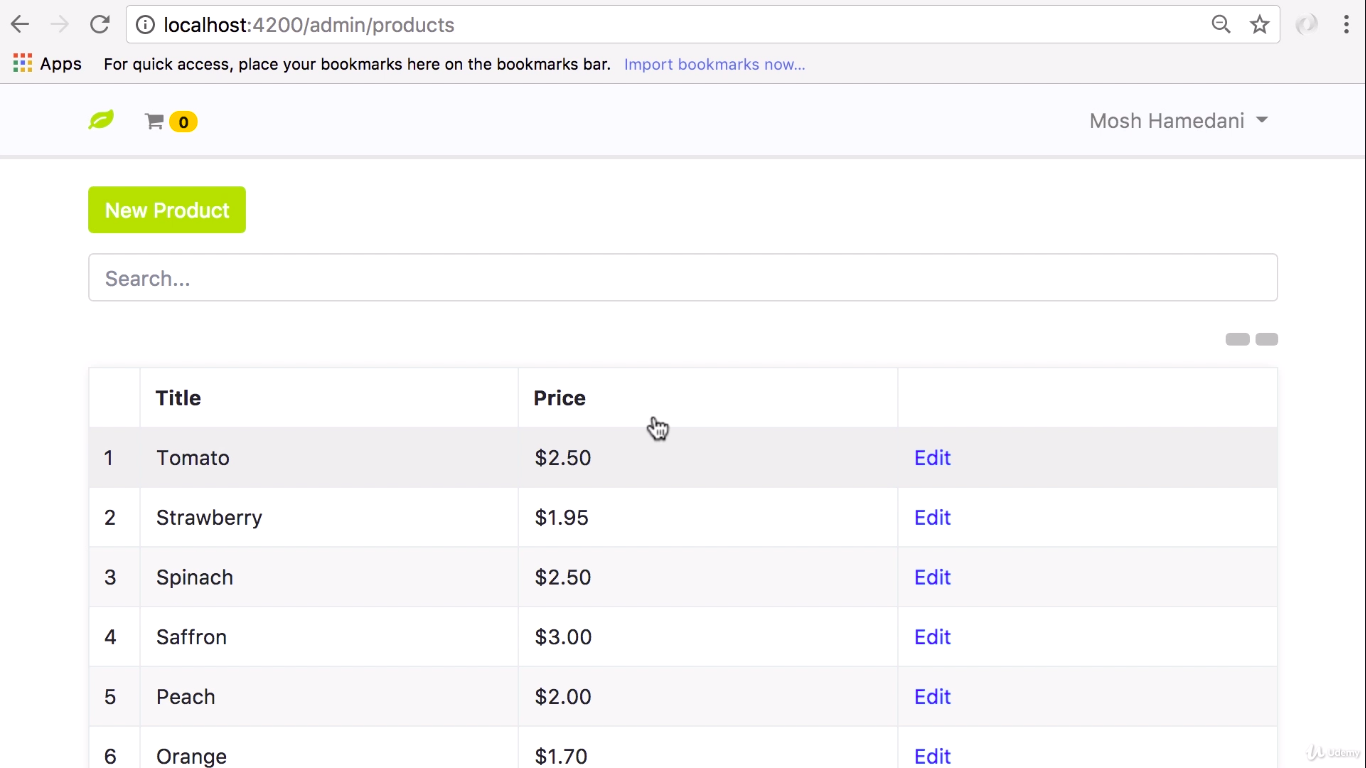 localhost:4200/admin/products
Apps For quick access, place your bookmarks here on the bookmarks bar. Import bookmarks now...
0 Mosh Hamedani
New Product
Search...
Title Price
1 Tomato $2.50 Edit
2 Strawberry $1.95 Edit
3 Spinach $2.50 Edit
4 Saffron $3.00 Edit
5 Peach $2.00 Edit
6 Orange $1.70 Edit
Udemy